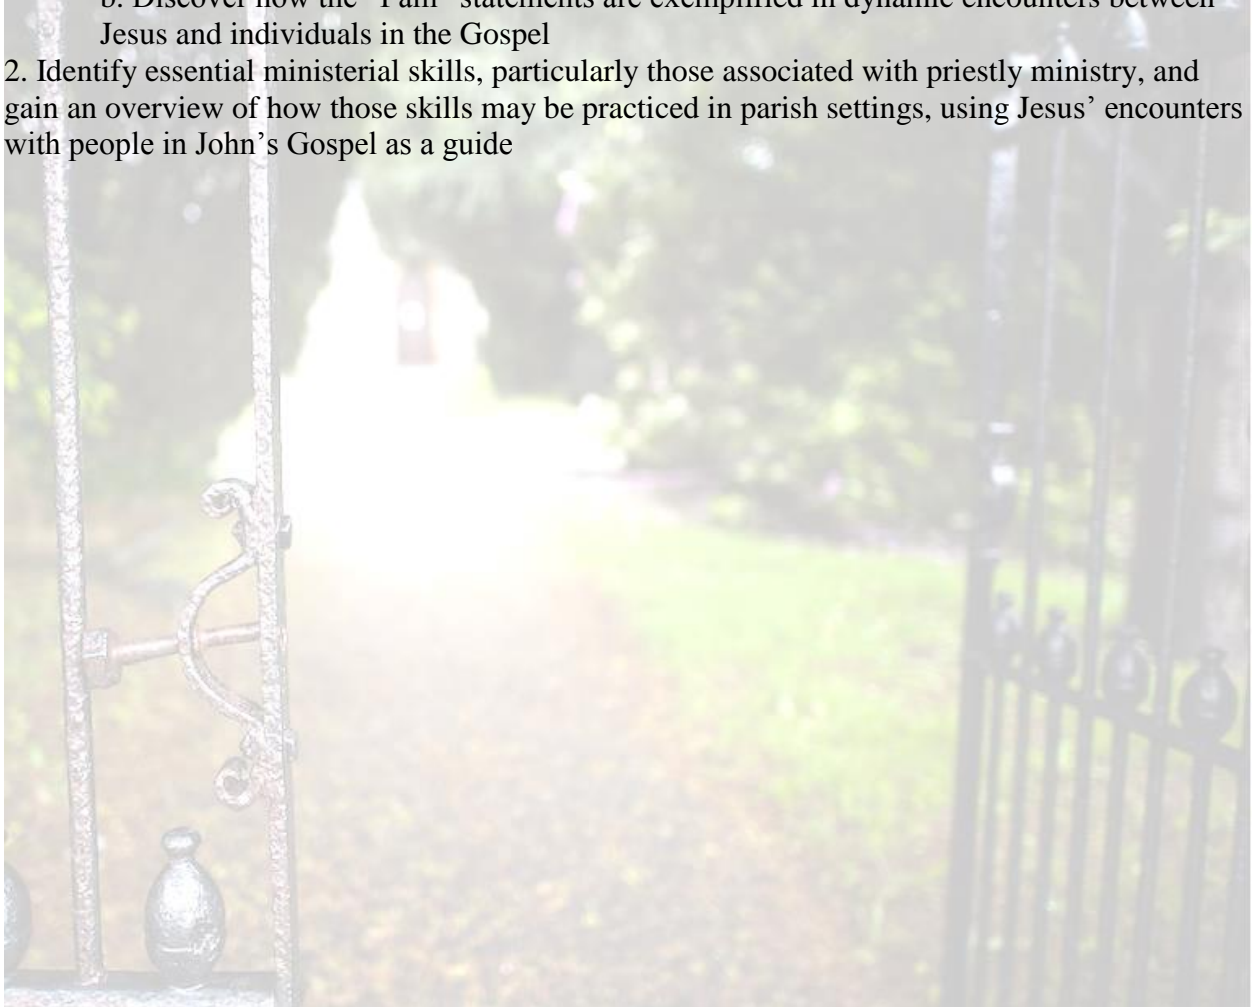 b. Discover how the "I am" statements are exemplified in dynamic encounters between
Jesus and individuals in the Gospel
2. Identify essential ministerial skills, particularly those associated with priestly ministry, and
gain an overview of how those skills may be practiced in parish settings, using Jesus’ encounters
with people in John’s Gospel as a guide